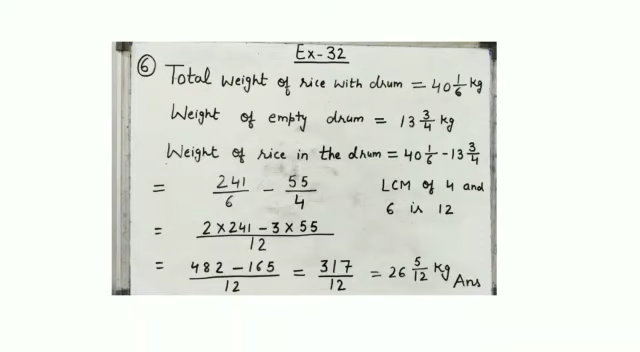 Ex-32
⑥ Total weight of rice with drum = 40 1/6 kg
Weight of empty drum = 13 3/4 kg
Weight of rice in the drum = 40 1/6 - 13 3/4
= 241/6 - 55/4 LCM of 4 and
6 is 12
= 2×241-3×55/12
= 482-165/12 = 317/12 = 26 5/12 kg Ans